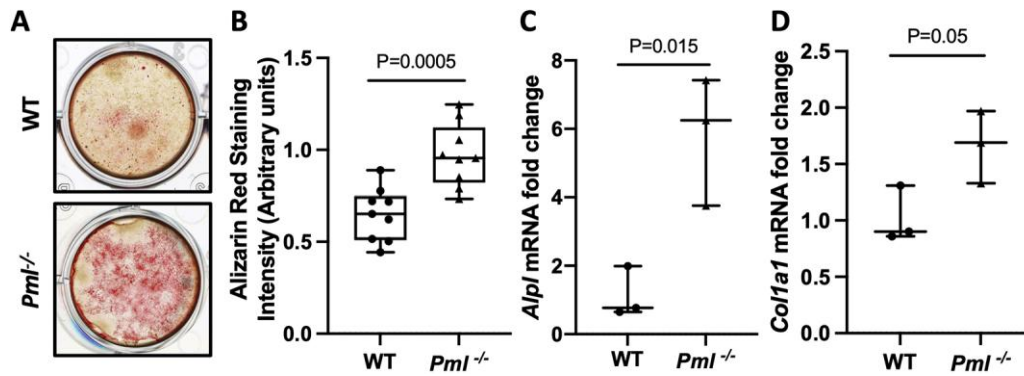 A
WT
Pml-/-
B
Alizarin Red Staining
Intensity (Arbitrary units)
1.5
1.0
0.5
0.0
P=0.0005
WT
Pml -/-
C
Alpl mRNA fold change
8
6
4
2
0
P=0.015
WT
Pml -/-
D
Col1a1 mRNA fold change
2.5
2.0
1.5
1.0
0.5
0.0
P=0.05
WT
Pml -/-